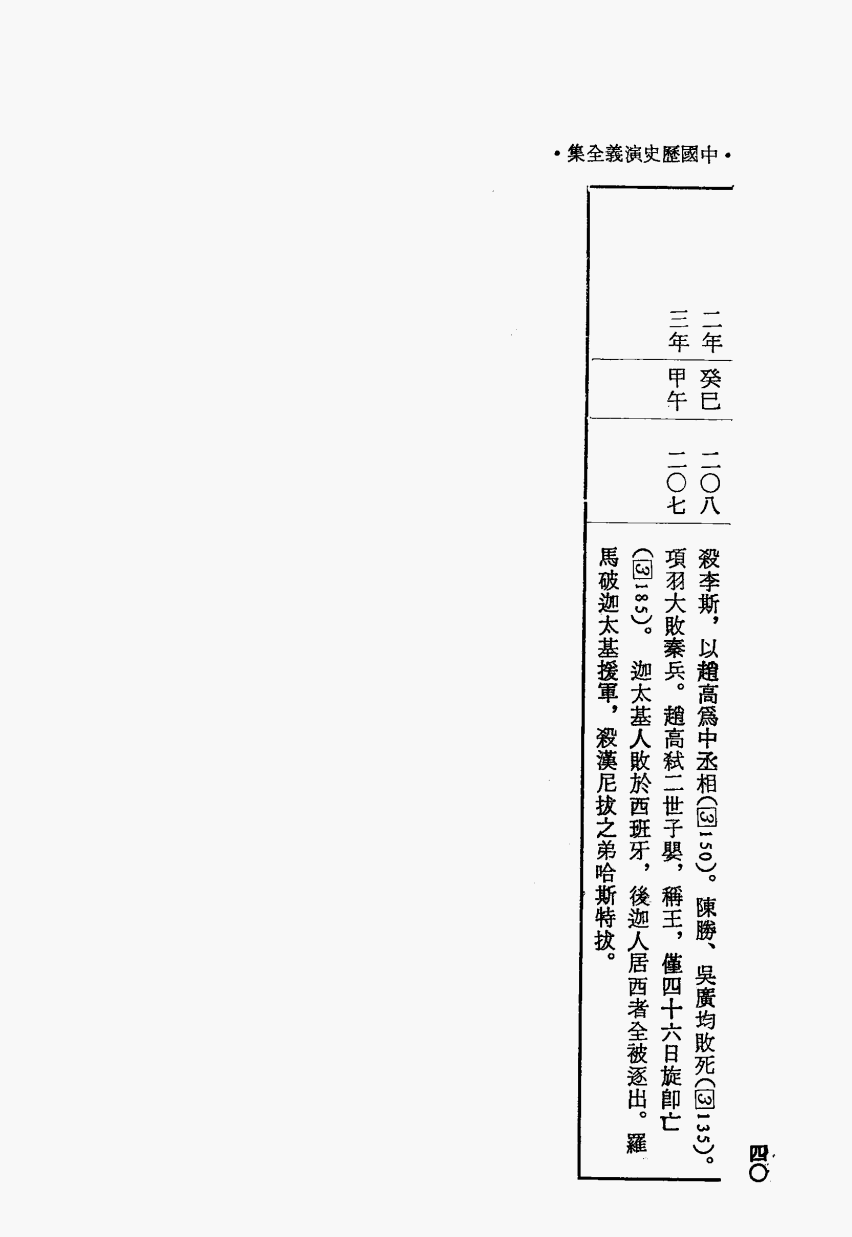 ·中國歷史演義全集·
二年
癸巳
二〇八
殺李斯，以趙高爲中丞相(3150)。陳勝、吳廣均敗死(3135)。
三年
甲午
二〇七
項羽大敗秦兵。趙高弒二世子嬰，稱王，僅四十六日旋卽亡
(3185)。迦太基人敗於西班牙，後迦人居西者全被逐出。羅
馬破迦太基援軍，殺漢尼拔之弟哈斯特拔。
四〇